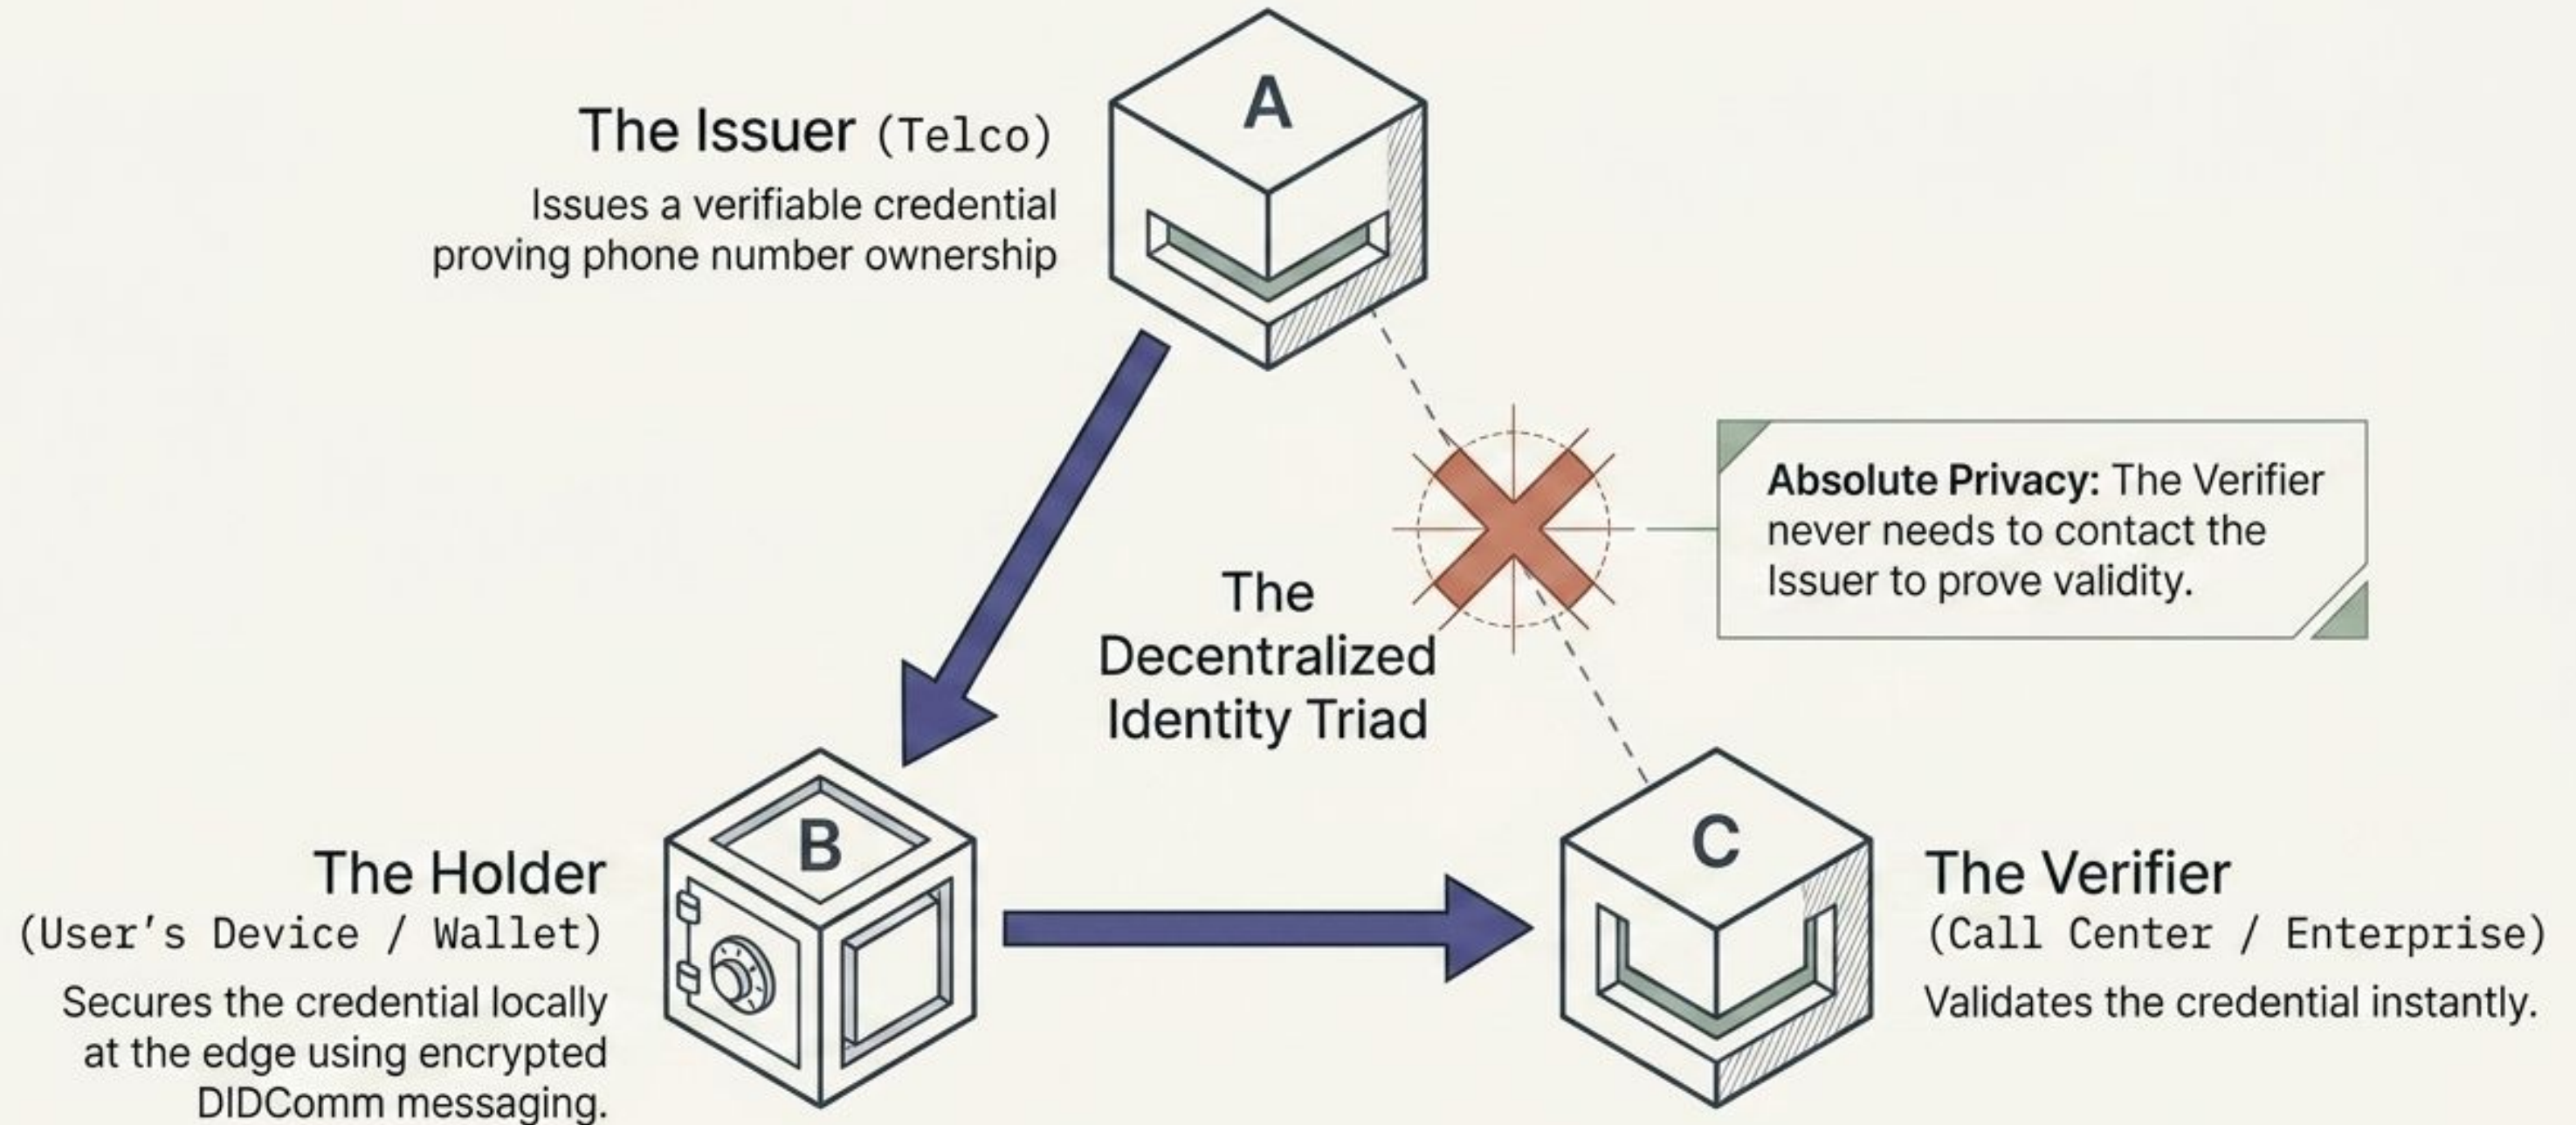 A
The Issuer (Telco)
Issues a verifiable credential
proving phone number ownership
Absolute Privacy: The Verifier
never needs to contact the
Issuer to prove validity.
The
Decentralized
Identity Triad
B
The Holder
(User’s Device / Wallet)
Secures the credential locally
at the edge using encrypted
DIDComm messaging.
C
The Verifier
(Call Center / Enterprise)
Validates the credential instantly.